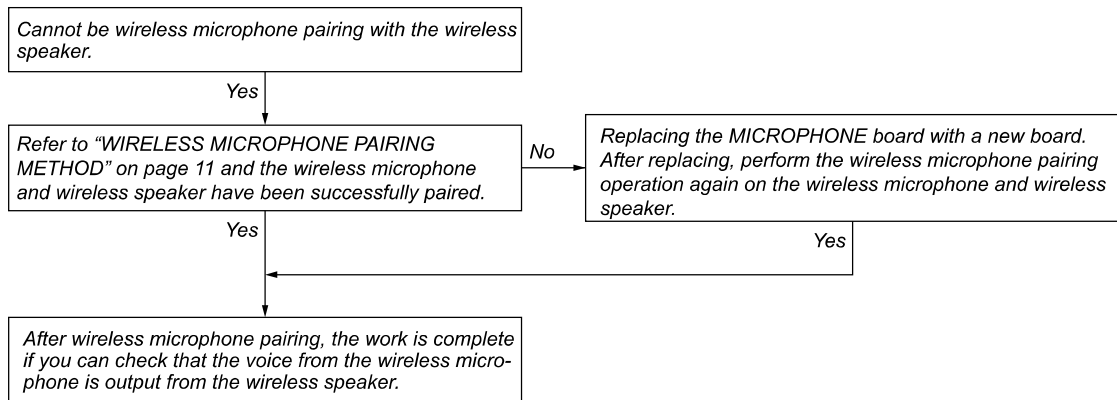 Cannot be wireless microphone pairing with the wireless
speaker.
Yes
Refer to “WIRELESS MICROPHONE PAIRING
METHOD” on page 11 and the wireless microphone
and wireless speaker have been successfully paired.
No
Replacing the MICROPHONE board with a new board.
After replacing, perform the wireless microphone pairing
operation again on the wireless microphone and wireless
speaker.
Yes
Yes
After wireless microphone pairing, the work is complete
if you can check that the voice from the wireless micro-
phone is output from the wireless speaker.